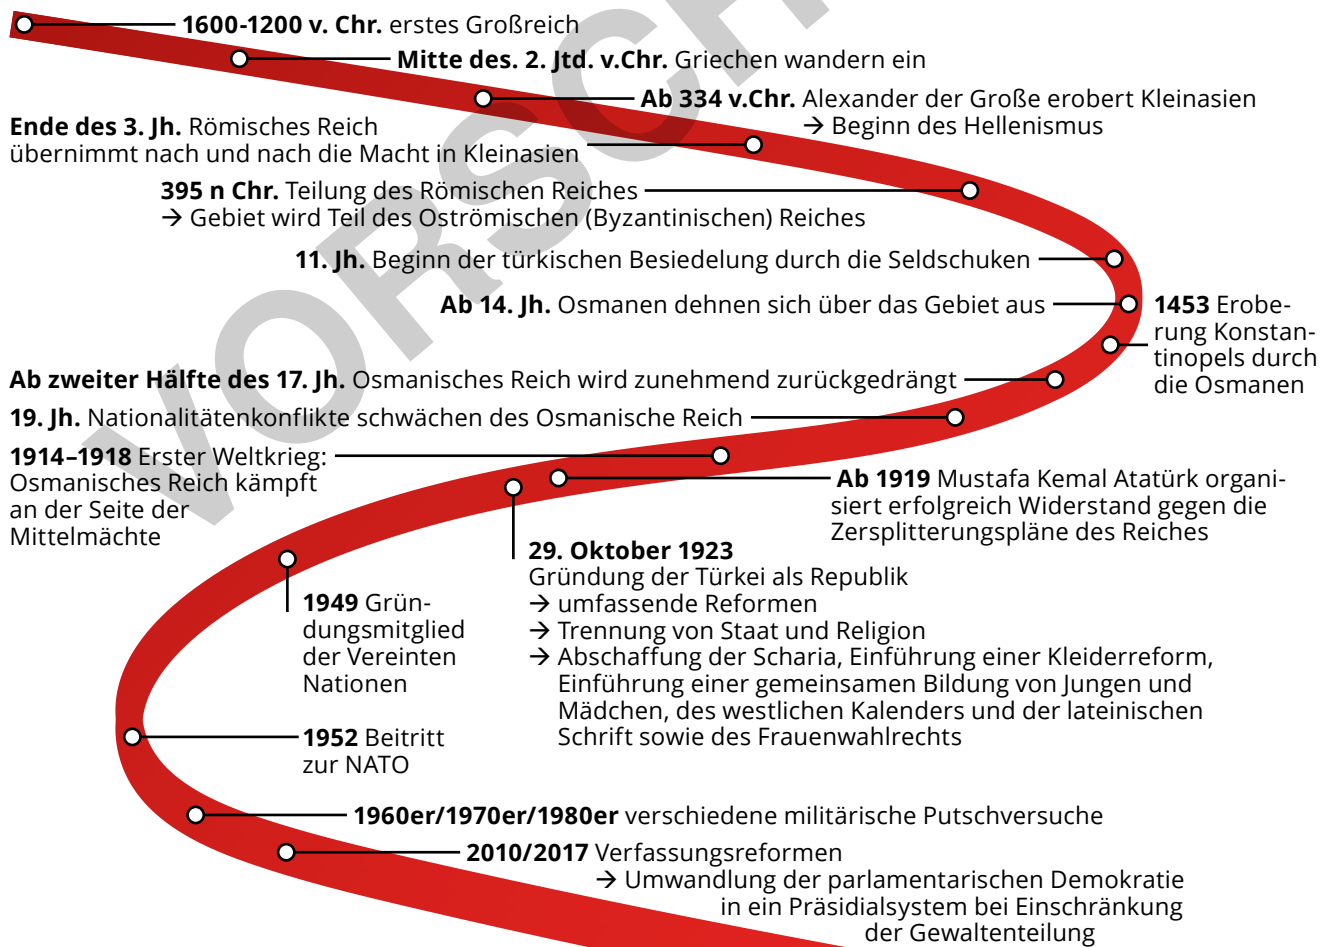 1600-1200 v. Chr. erstes Großreich
Mitte des. 2. Jtd. v.Chr. Griechen wandern ein
Ab 334 v.Chr. Alexander der Große erobert Kleinasien
→ Beginn des Hellenismus
Ende des 3. Jh. Römisches Reich
übernimmt nach und nach die Macht in Kleinasien
395 n Chr. Teilung des Römischen Reiches
→ Gebiet wird Teil des Oströmischen (Byzantinischen) Reiches
11. Jh. Beginn der türkischen Besiedelung durch die Seldschuken
Ab 14. Jh. Osmanen dehnen sich über das Gebiet aus
1453 Erobe-
rung Konstan-
tinopels durch
die Osmanen
Ab zweiter Hälfte des 17. Jh. Osmanisches Reich wird zunehmend zurückgedrängt
19. Jh. Nationalitätenkonflikte schwächen des Osmanische Reich
1914–1918 Erster Weltkrieg:
Osmanisches Reich kämpft
an der Seite der
Mittelmächte
Ab 1919 Mustafa Kemal Atatürk organi-
siert erfolgreich Widerstand gegen die
Zersplitterungspläne des Reiches
29. Oktober 1923
Gründung der Türkei als Republik
→ umfassende Reformen
→ Trennung von Staat und Religion
→ Abschaffung der Scharia, Einführung einer Kleiderreform,
Einführung einer gemeinsamen Bildung von Jungen und
Mädchen, des westlichen Kalenders und der lateinischen
Schrift sowie des Frauenwahlrechts
1949 Grün-
dungsmitglied
der Vereinten
Nationen
1952 Beitritt
zur NATO
1960er/1970er/1980er verschiedene militärische Putschversuche
2010/2017 Verfassungsreformen
→ Umwandlung der parlamentarischen Demokratie
in ein Präsidialsystem bei Einschränkung
der Gewaltenteilung
VORSCH